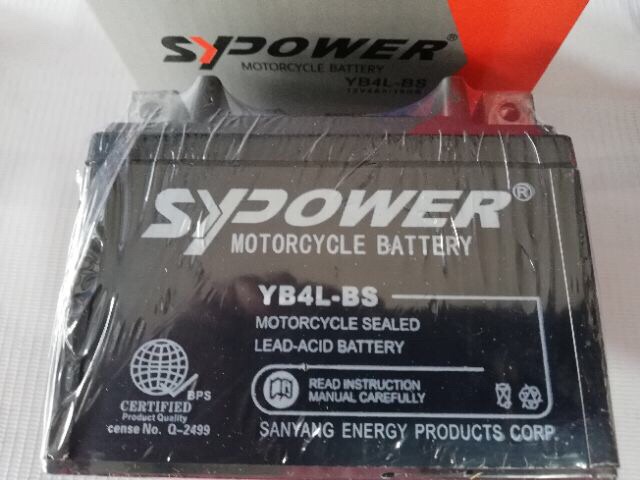 SYPOWER®
MOTORCYCLE BATTERY
YB4L-BS
SYPOWER®
MOTORCYCLE BATTERY
YB4L-BS
MOTORCYCLE SEALED
LEAD-ACID BATTERY
READ INSTRUCTION
MANUAL CAREFULLY
BPS
CERTIFIED
Product Quality
cense No. Q-2499
SANYANG ENERGY PRODUCTS CORP.